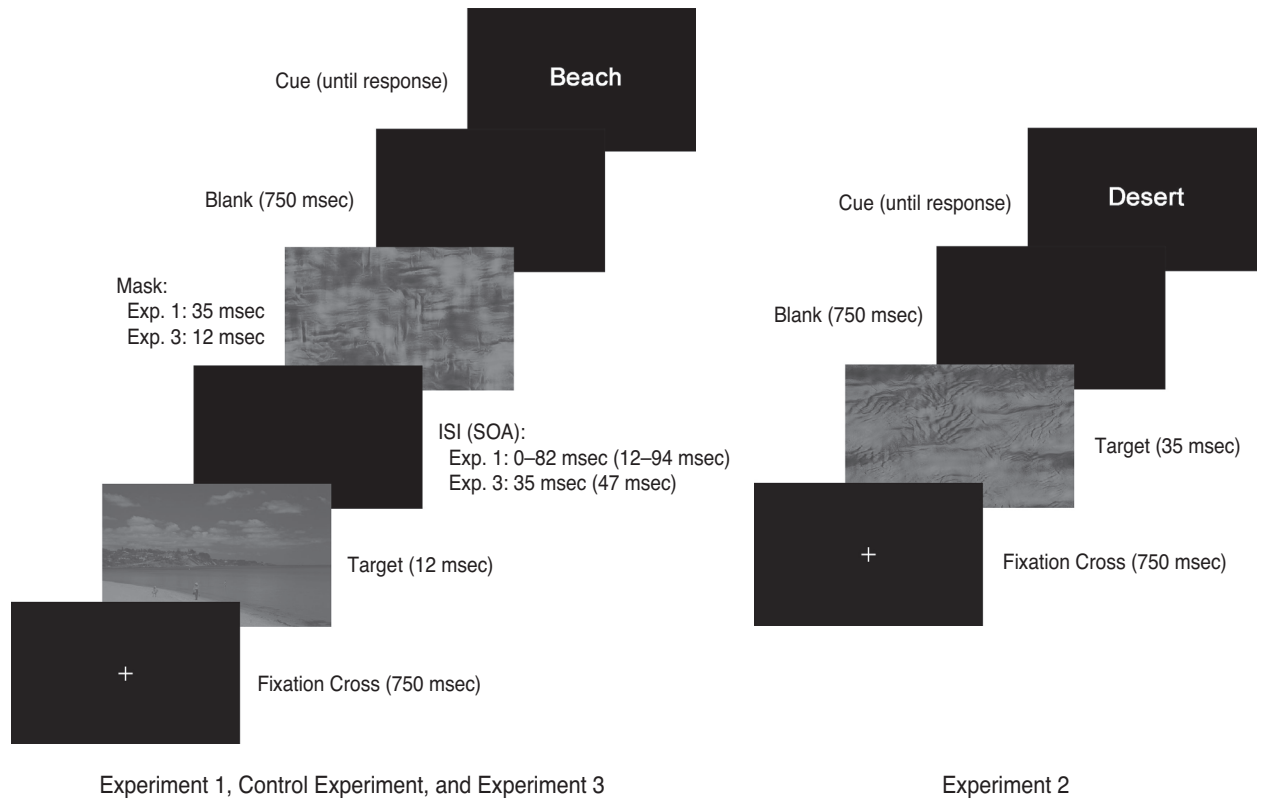 Beach
Cue (until response)
Blank (750 msec)
Mask:
Exp. 1: 35 msec
Exp. 3: 12 msec
ISI (SOA):
Exp. 1: 0–82 msec (12–94 msec)
Exp. 3: 35 msec (47 msec)
Target (12 msec)
Fixation Cross (750 msec)
Experiment 1, Control Experiment, and Experiment 3
Desert
Cue (until response)
Blank (750 msec)
Target (35 msec)
Fixation Cross (750 msec)
Experiment 2